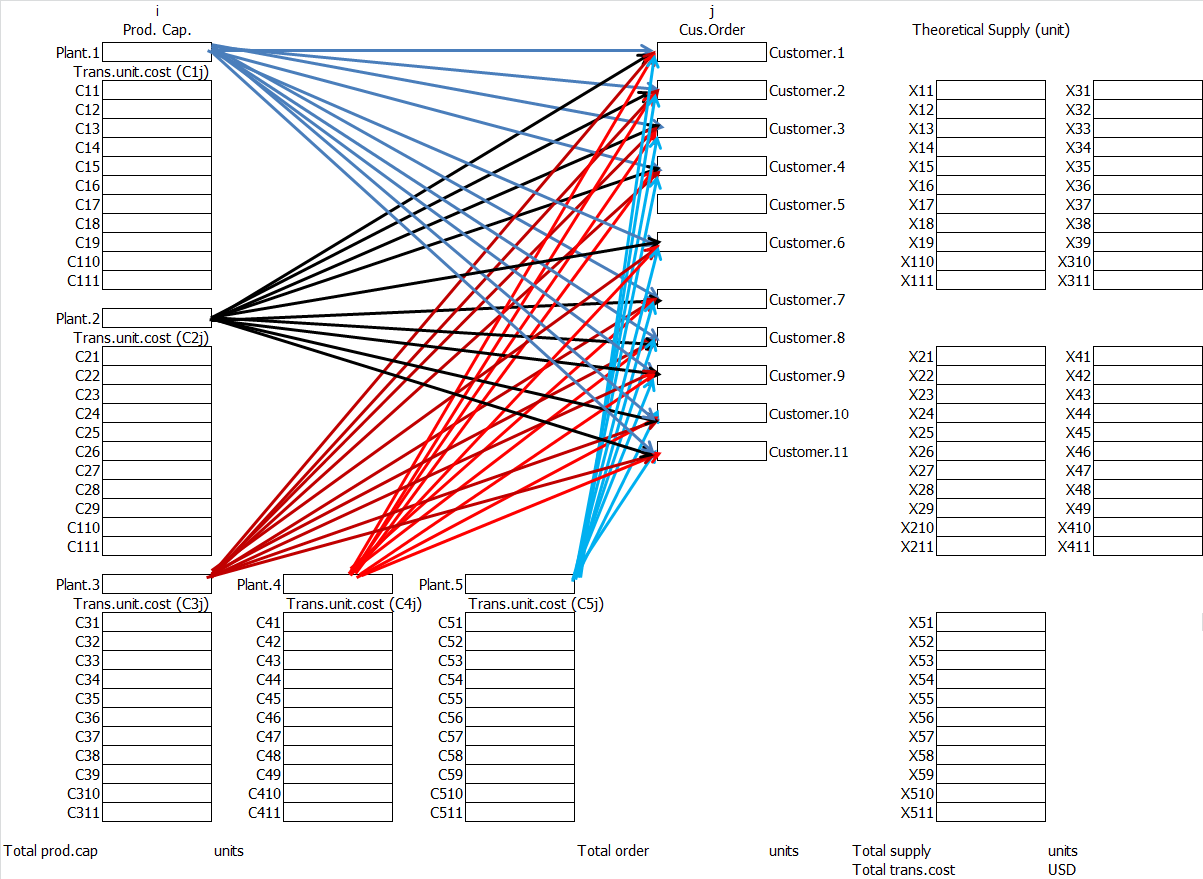 i j
Prod. Cap. Cus.Order Theoretical Supply (unit)
Plant.1 Customer.1
Trans.unit.cost (C1j)
C11 Customer.2 X11 X31
C12 X12 X32
C13 Customer.3 X13 X33
C14 X14 X34
C15 Customer.4 X15 X35
C16 X16 X36
C17 Customer.5 X17 X37
C18 X18 X38
C19 Customer.6 X19 X39
C110 X110 X310
C111 X111 X311
Customer.7
Plant.2
Trans.unit.cost (C2j) Customer.8
C21 X21 X41
C22 Customer.9 X22 X42
C23 X23 X43
C24 Customer.10 X24 X44
C25 X25 X45
C26 Customer.11 X26 X46
C27 X27 X47
C28 X28 X48
C29 X29 X49
C110 X210 X410
C111 X211 X411
Plant.3 Plant.4 Plant.5
Trans.unit.cost (C3j) Trans.unit.cost (C4j) Trans.unit.cost (C5j)
C31 C41 C51 X51
C32 C42 C52 X52
C33 C43 C53 X53
C34 C44 C54 X54
C35 C45 C55 X55
C36 C46 C56 X56
C37 C47 C57 X57
C38 C48 C58 X58
C39 C49 C59 X59
C310 C410 C510 X510
C311 C411 C511 X511
Total prod.cap units Total order units Total supply units
Total trans.cost USD